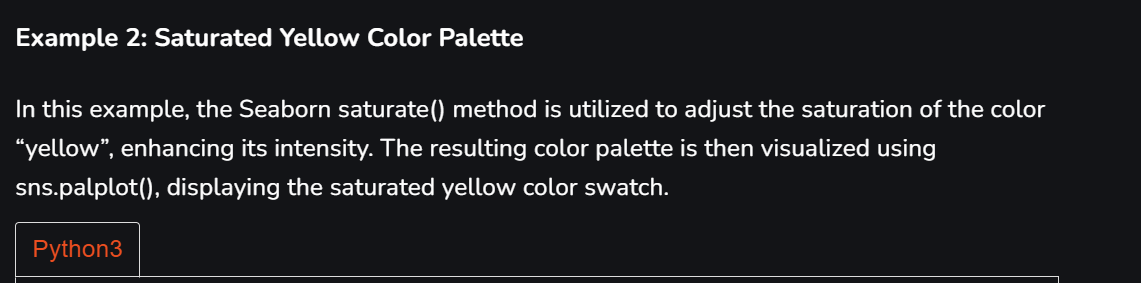 Example 2: Saturated Yellow Color Palette
In this example, the Seaborn saturate() method is utilized to adjust the saturation of the color
“yellow”, enhancing its intensity. The resulting color palette is then visualized using
sns.palplot(), displaying the saturated yellow color swatch.
Python3